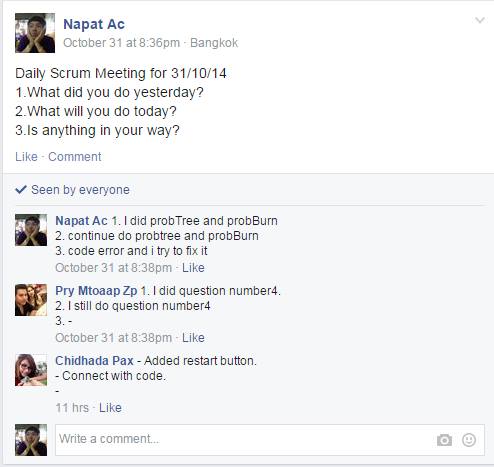 Napat Ac
October 31 at 8:36pm · Bangkok
Daily Scrum Meeting for 31/10/14
1.What did you do yesterday?
2.What will you do today?
3.Is anything in your way?
Like · Comment
Seen by everyone
Napat Ac 1. I did probTree and probBurn
2. continue do probtree and probBurn
3. code error and i try to fix it
October 31 at 8:38pm · Like
Pry Mtoaap Zp 1. I did question number4.
2. I still do question number4
3. -
October 31 at 8:38pm · Like
Chidhada Pax - Added restart button.
- Connect with code.
-
11 hrs · Like
Write a comment...